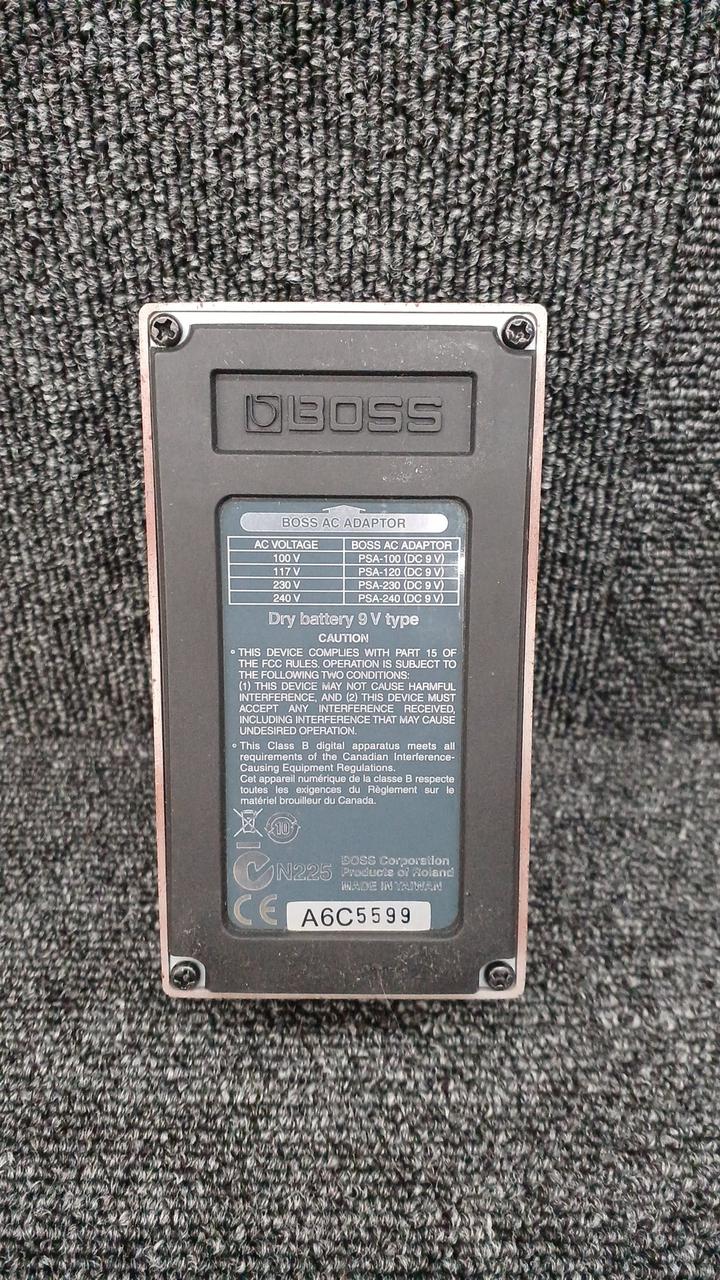 BOSS
BOSS AC ADAPTOR
AC VOLTAGE BOSS AC ADAPTOR
100 V PSA-100 (DC 9 V)
117 V PSA-120 (DC 9 V)
230 V PSA-230 (DC 9 V)
240 V PSA-240 (DC 9 V)
Dry battery 9 V type
CAUTION
THIS DEVICE COMPLIES WITH PART 15 OF
THE FCC RULES. OPERATION IS SUBJECT TO
THE FOLLOWING TWO CONDITIONS:
(1) THIS DEVICE MAY NOT CAUSE HARMFUL
INTERFERENCE, AND (2) THIS DEVICE MUST
ACCEPT ANY INTERFERENCE RECEIVED,
INCLUDING INTERFERENCE THAT MAY CAUSE
UNDESIRED OPERATION.
This Class B digital apparatus meets all
requirements of the Canadian Interference-
Causing Equipment Regulations.
Cet appareil numérique de la classe B respecte
toutes les exigences du Règlement sur le
matériel brouilleur du Canada.
10
N225
BOSS Corporation
Products of Roland
MADE IN TAIWAN
CE
A6C5599